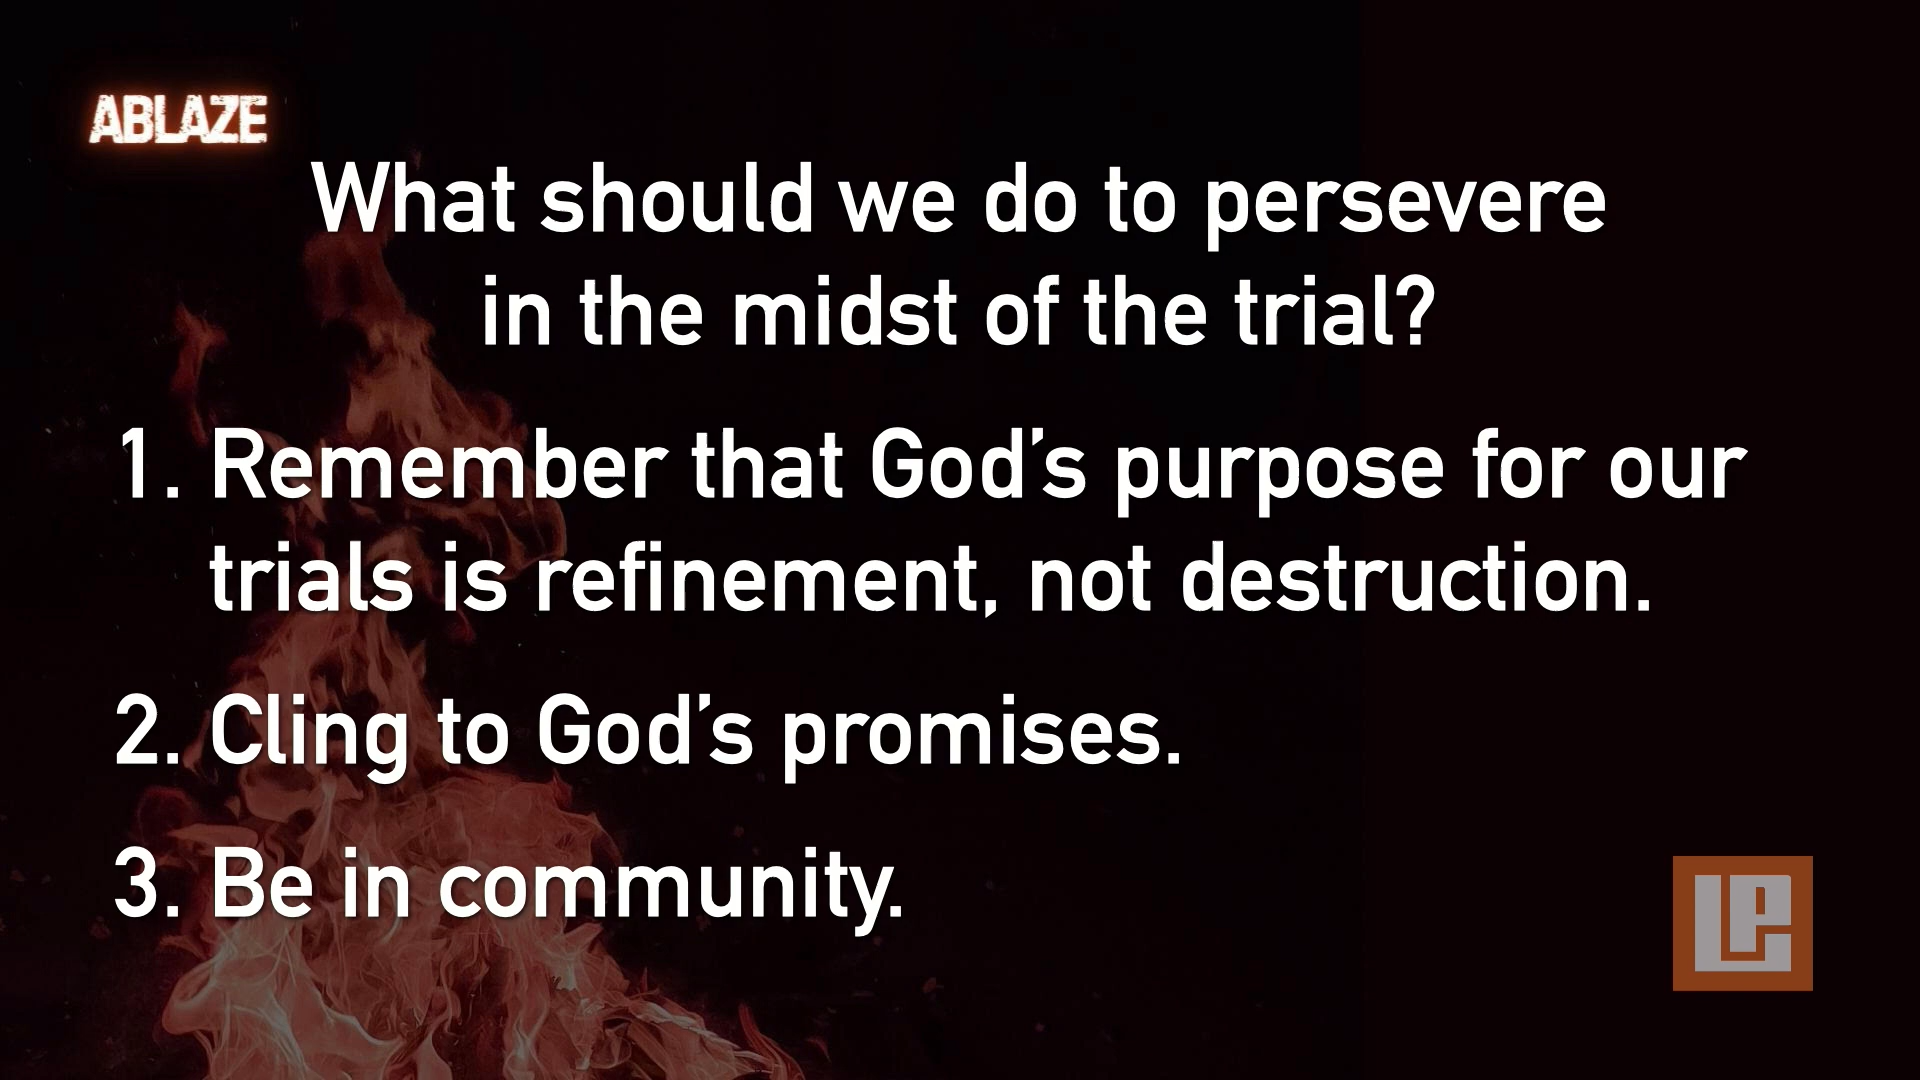 ABLAZE
What should we do to persevere
in the midst of the trial?
1. Remember that God’s purpose for our
trials is refinement, not destruction.
2. Cling to God’s promises.
3. Be in community.
LP